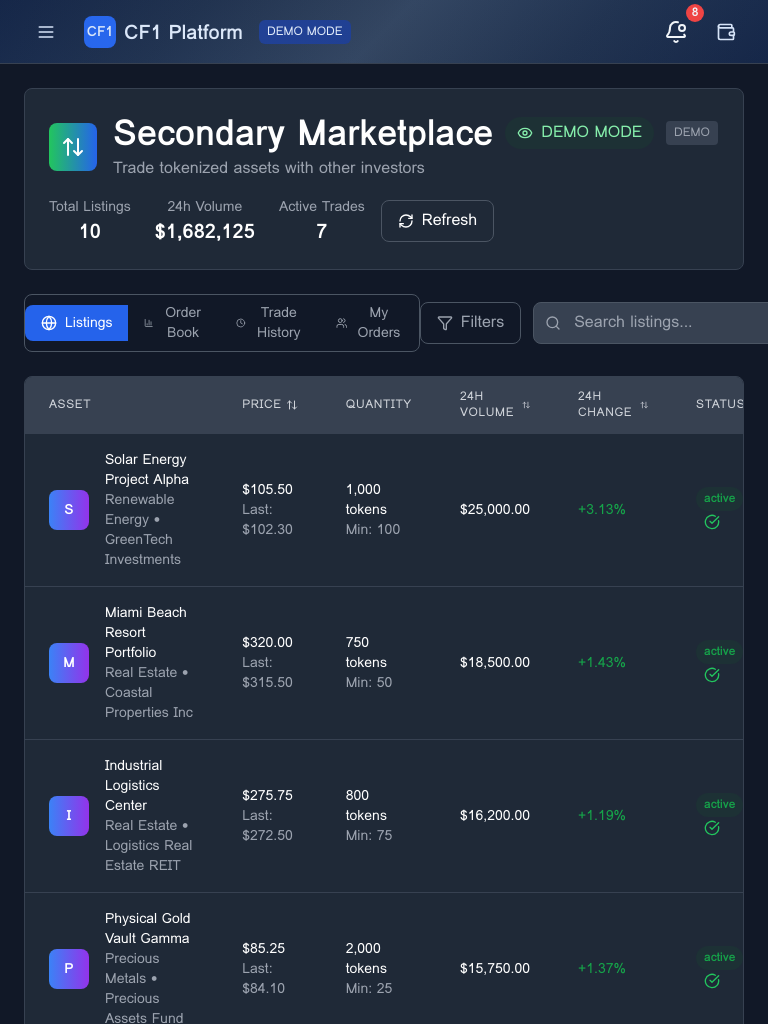 CF1 CF1 Platform DEMO MODE 8
Secondary Marketplace DEMO MODE DEMO
Trade tokenized assets with other investors
Total Listings 24h Volume Active Trades
10 $1,682,125 7 Refresh
Listings Order Book Trade History My Orders Filters Search listings...
ASSET PRICE QUANTITY 24H VOLUME 24H CHANGE STATUS
S
Solar Energy
Project Alpha
Renewable
Energy •
GreenTech
Investments
$105.50
Last:
$102.30
1,000
tokens
Min: 100
$25,000.00
+3.13%
active
M
Miami Beach
Resort
Portfolio
Real Estate •
Coastal
Properties Inc
$320.00
Last:
$315.50
750
tokens
Min: 50
$18,500.00
+1.43%
active
I
Industrial
Logistics
Center
Real Estate •
Logistics Real
Estate REIT
$275.75
Last:
$272.50
800
tokens
Min: 75
$16,200.00
+1.19%
active
P
Physical Gold
Vault Gamma
Precious
Metals •
Precious
Assets Fund
$85.25
Last:
$84.10
2,000
tokens
Min: 25
$15,750.00
+1.37%
active